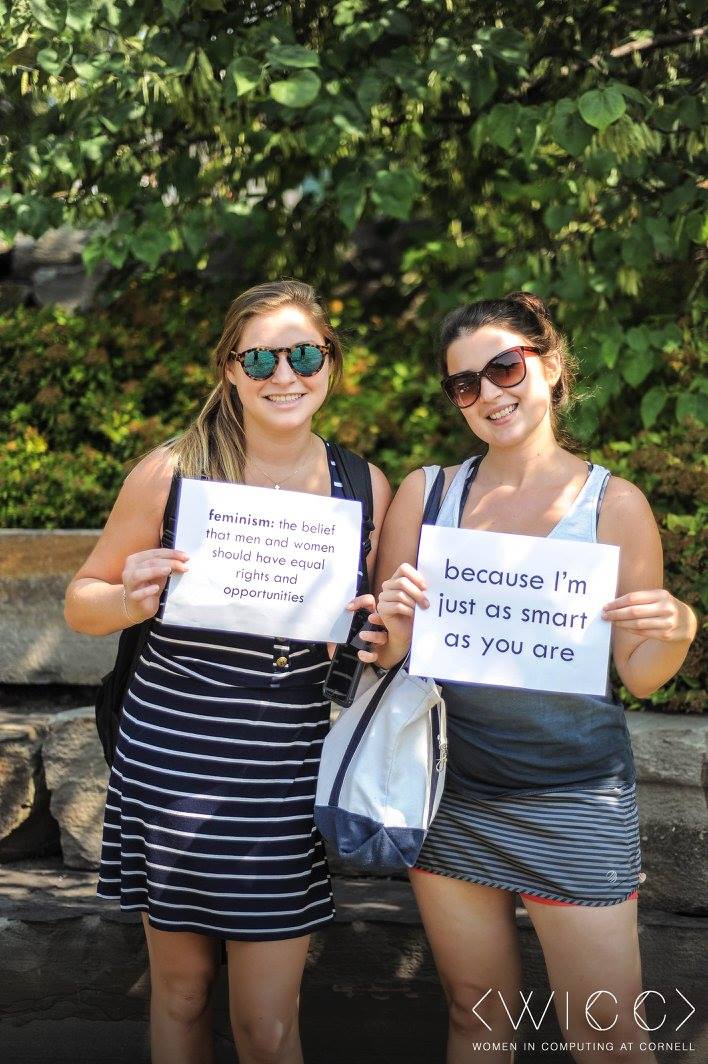 feminism: the belief
that men and women
should have equal
rights and
opportunities
because I'm
just as smart
as you are
<WICC>
WOMEN IN COMPUTING AT CORNELL